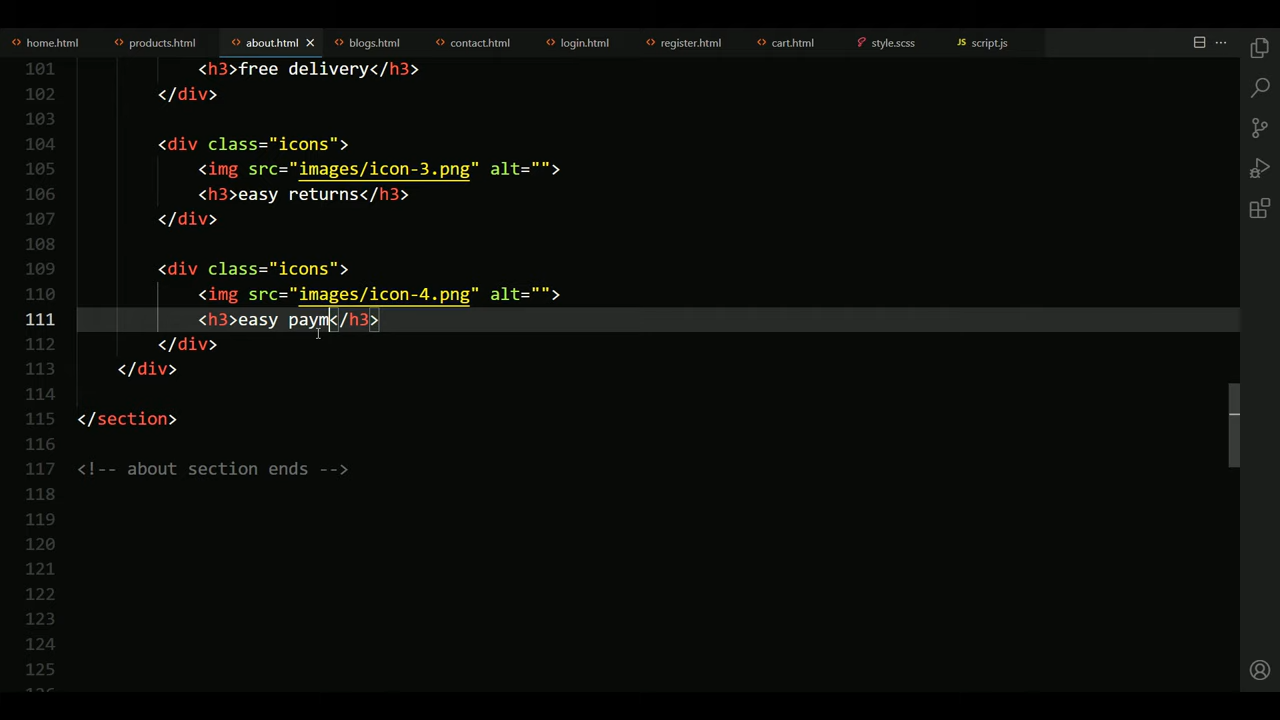 home.html products.html about.html blogs.html contact.html login.html register.html cart.html style.scss JS script.js
101 <h3>free delivery</h3>
102 </div>
103
104 <div class="icons">
105 <img src="images/icon-3.png" alt="">
106 <h3>easy returns</h3>
107 </div>
108
109 <div class="icons">
110 <img src="images/icon-4.png" alt="">
111 <h3>easy paym</h3>
112 </div>
113 </div>
114
115 </section>
116
117 <!-- about section ends -->
118
119
120
121
122
123
124
125
126